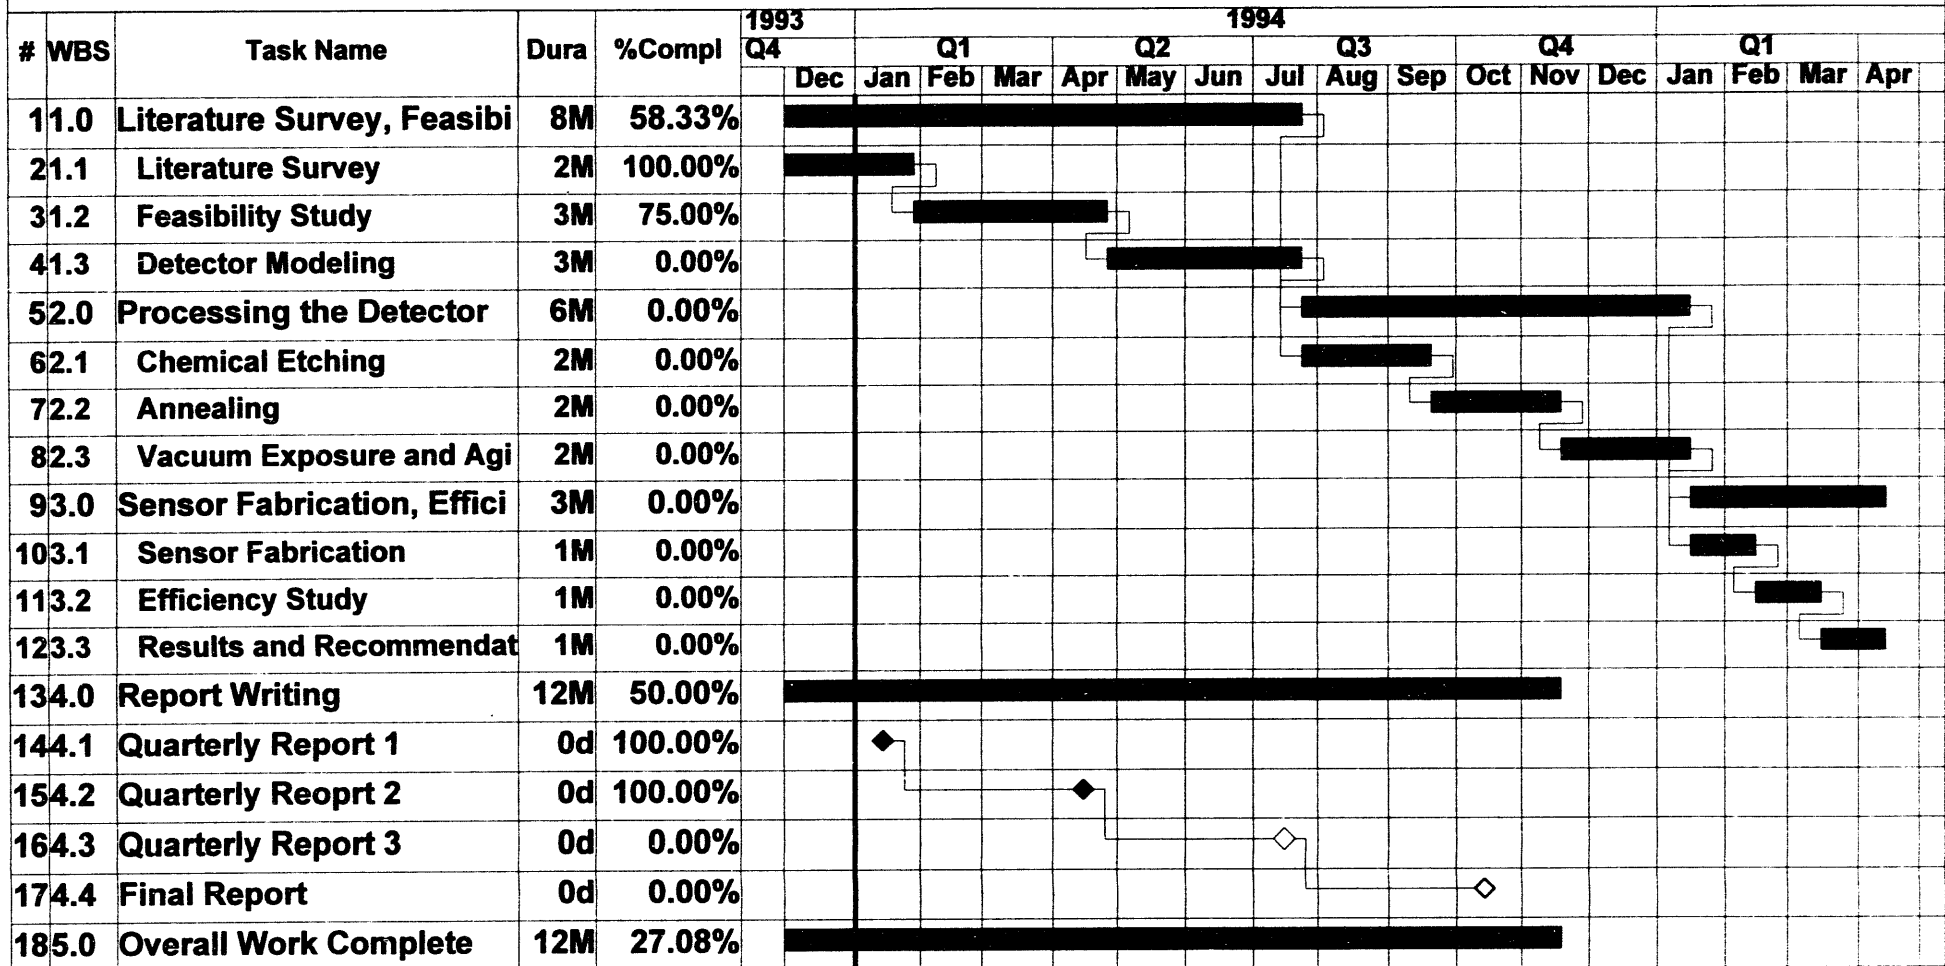 1993 1994
# WBS Task Name Dura %Compl Q4 Q1 Q2 Q3 Q4 Q1
Dec Jan Feb Mar Apr May Jun Jul Aug Sep Oct Nov Dec Jan Feb Mar Apr
1 1.0 Literature Survey, Feasibi 8M 58.33%
2 1.1 Literature Survey 2M 100.00%
3 1.2 Feasibility Study 3M 75.00%
4 1.3 Detector Modeling 3M 0.00%
5 2.0 Processing the Detector 6M 0.00%
6 2.1 Chemical Etching 2M 0.00%
7 2.2 Annealing 2M 0.00%
8 2.3 Vacuum Exposure and Agi 2M 0.00%
9 3.0 Sensor Fabrication, Effici 3M 0.00%
10 3.1 Sensor Fabrication 1M 0.00%
11 3.2 Efficiency Study 1M 0.00%
12 3.3 Results and Recommendat 1M 0.00%
13 4.0 Report Writing 12M 50.00%
14 4.1 Quarterly Report 1 0d 100.00%
15 4.2 Quarterly Reoprt 2 0d 100.00%
16 4.3 Quarterly Report 3 0d 0.00%
17 4.4 Final Report 0d 0.00%
18 5.0 Overall Work Complete 12M 27.08%